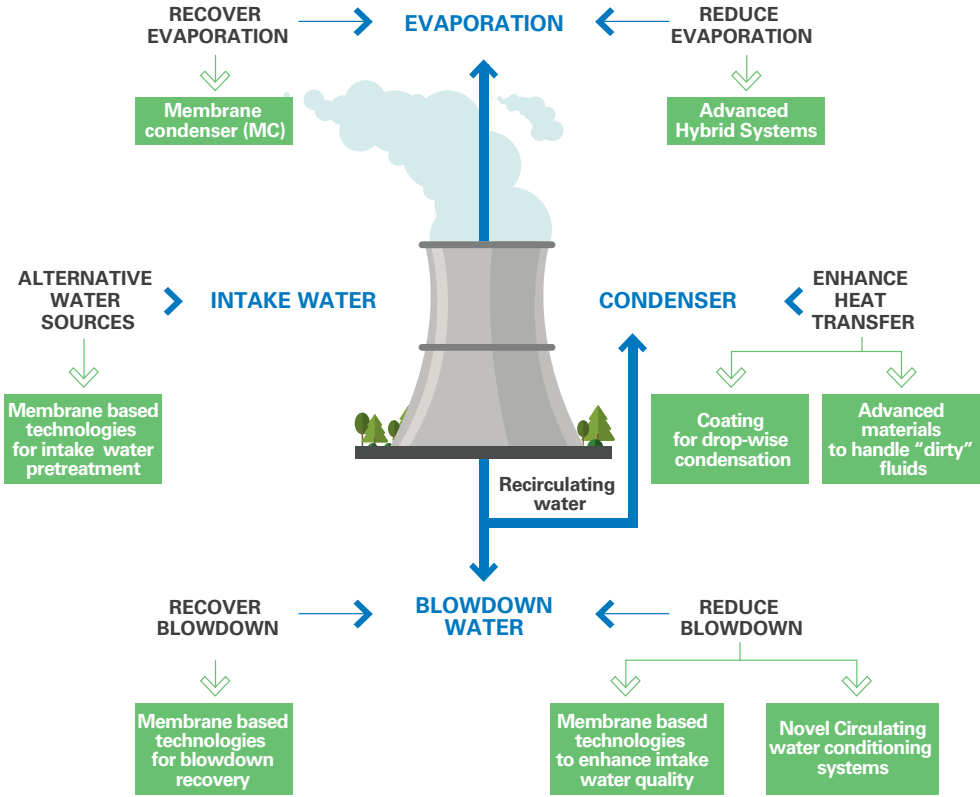 RECOVER
EVAPORATION
EVAPORATION
REDUCE
EVAPORATION
Membrane
condenser (MC)
Advanced
Hybrid Systems
ALTERNATIVE
WATER
SOURCES
INTAKE WATER
CONDENSER
ENHANCE
HEAT
TRANSFER
Membrane based
technologies
for intake water
pretreatment
Coating
for drop-wise
condensation
Advanced
materials
to handle “dirty”
fluids
Recirculating
water
RECOVER
BLOWDOWN
BLOWDOWN
WATER
REDUCE
BLOWDOWN
Membrane based
technologies
for blowdown
recovery
Membrane based
technologies
to enhance intake
water quality
Novel Circulating
water conditioning
systems